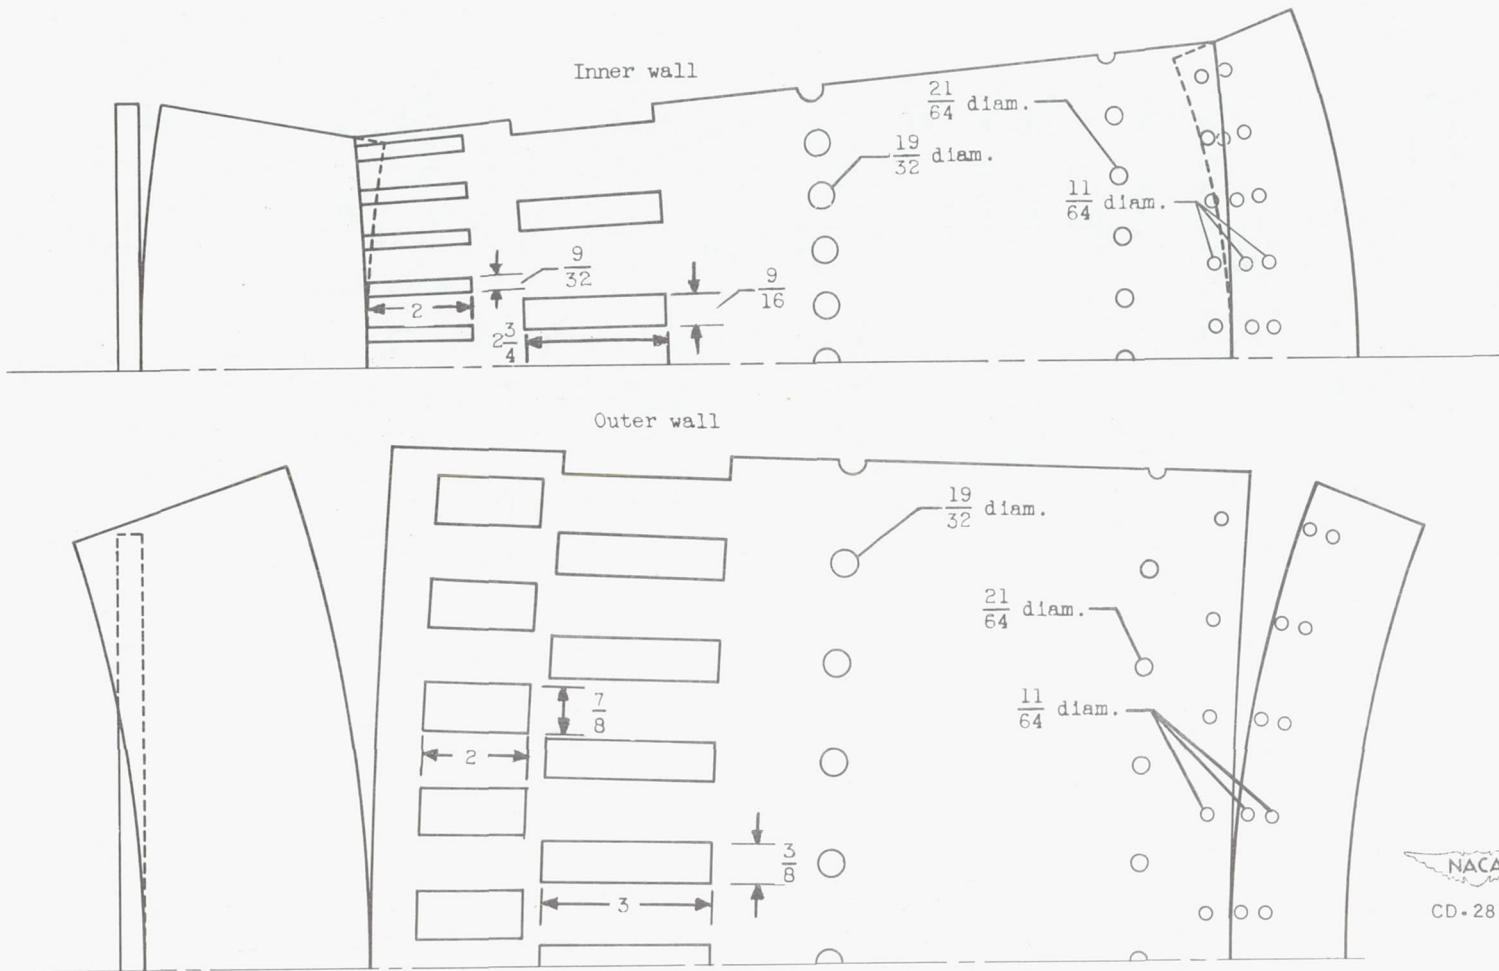 Inner wall
21/64 diam.
19/32 diam.
11/64 diam.
9/32
2
9/16
2 3/4
Outer wall
19/32 diam.
21/64 diam.
7/8
11/64 diam.
2
3/8
3
NACA
CD-28